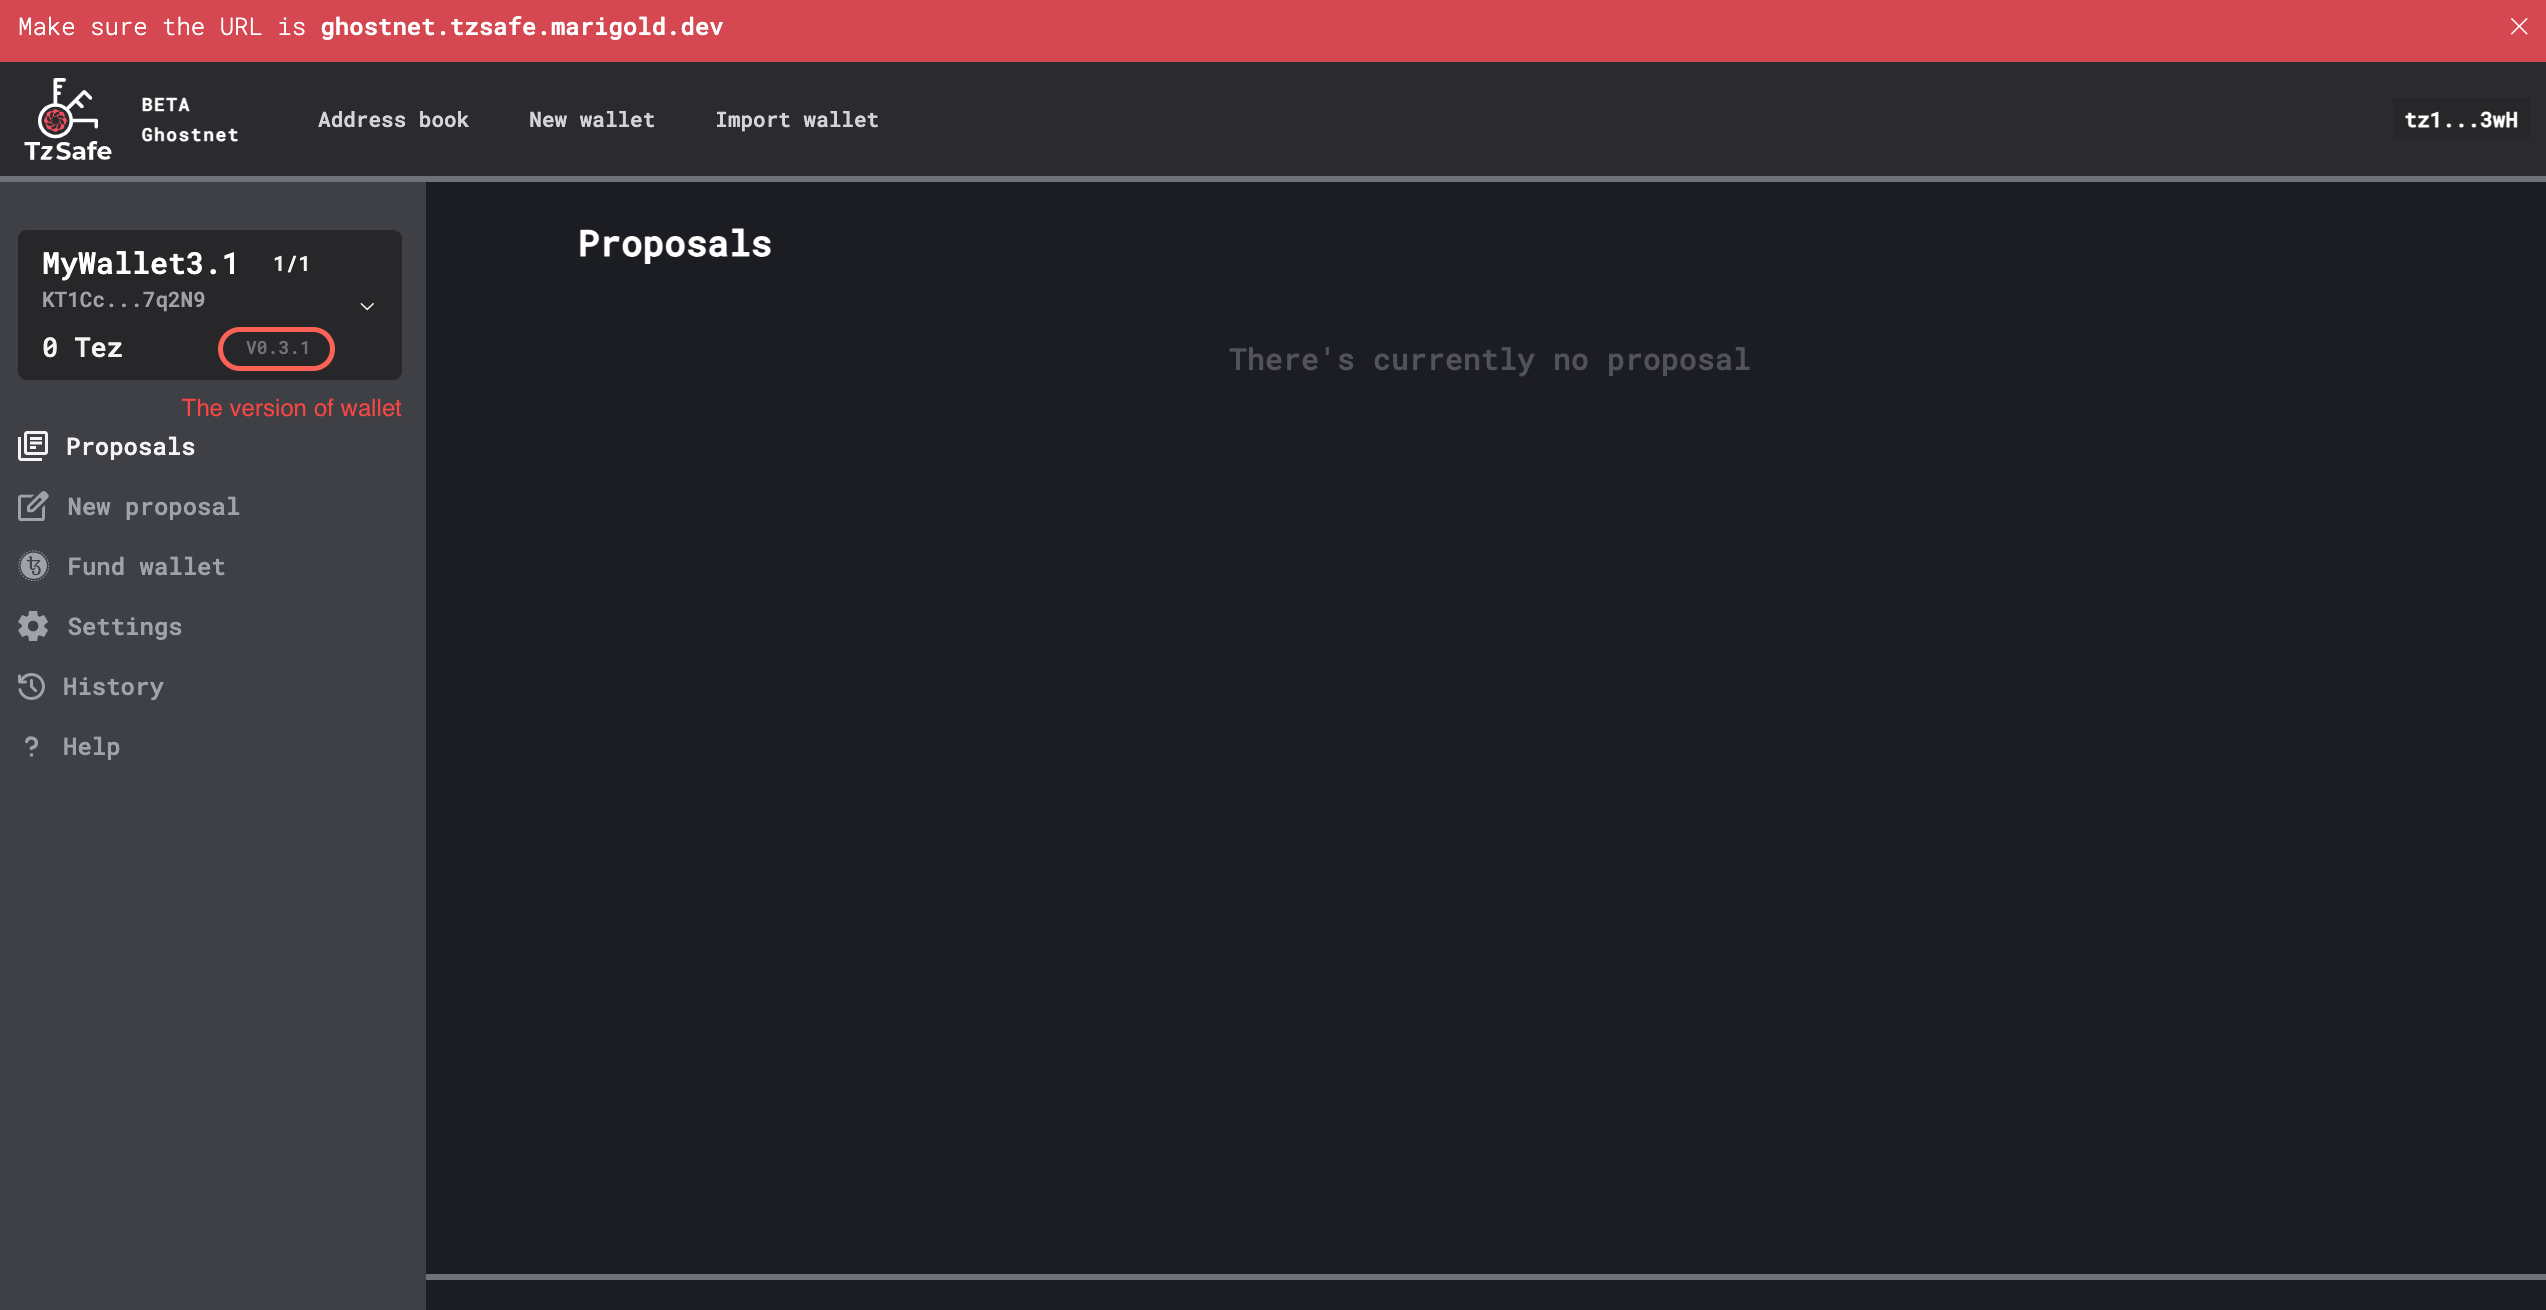 Make sure the URL is ghostnet.tzsafe.marigold.dev
TzSafe
BETA
Ghostnet
Address book
New wallet
Import wallet
tz1...3wH
MyWallet3.1 1/1
KT1Cc...7q2N9
0 Tez V0.3.1
The version of wallet
Proposals
New proposal
Fund wallet
Settings
History
? Help
Proposals
There's currently no proposal